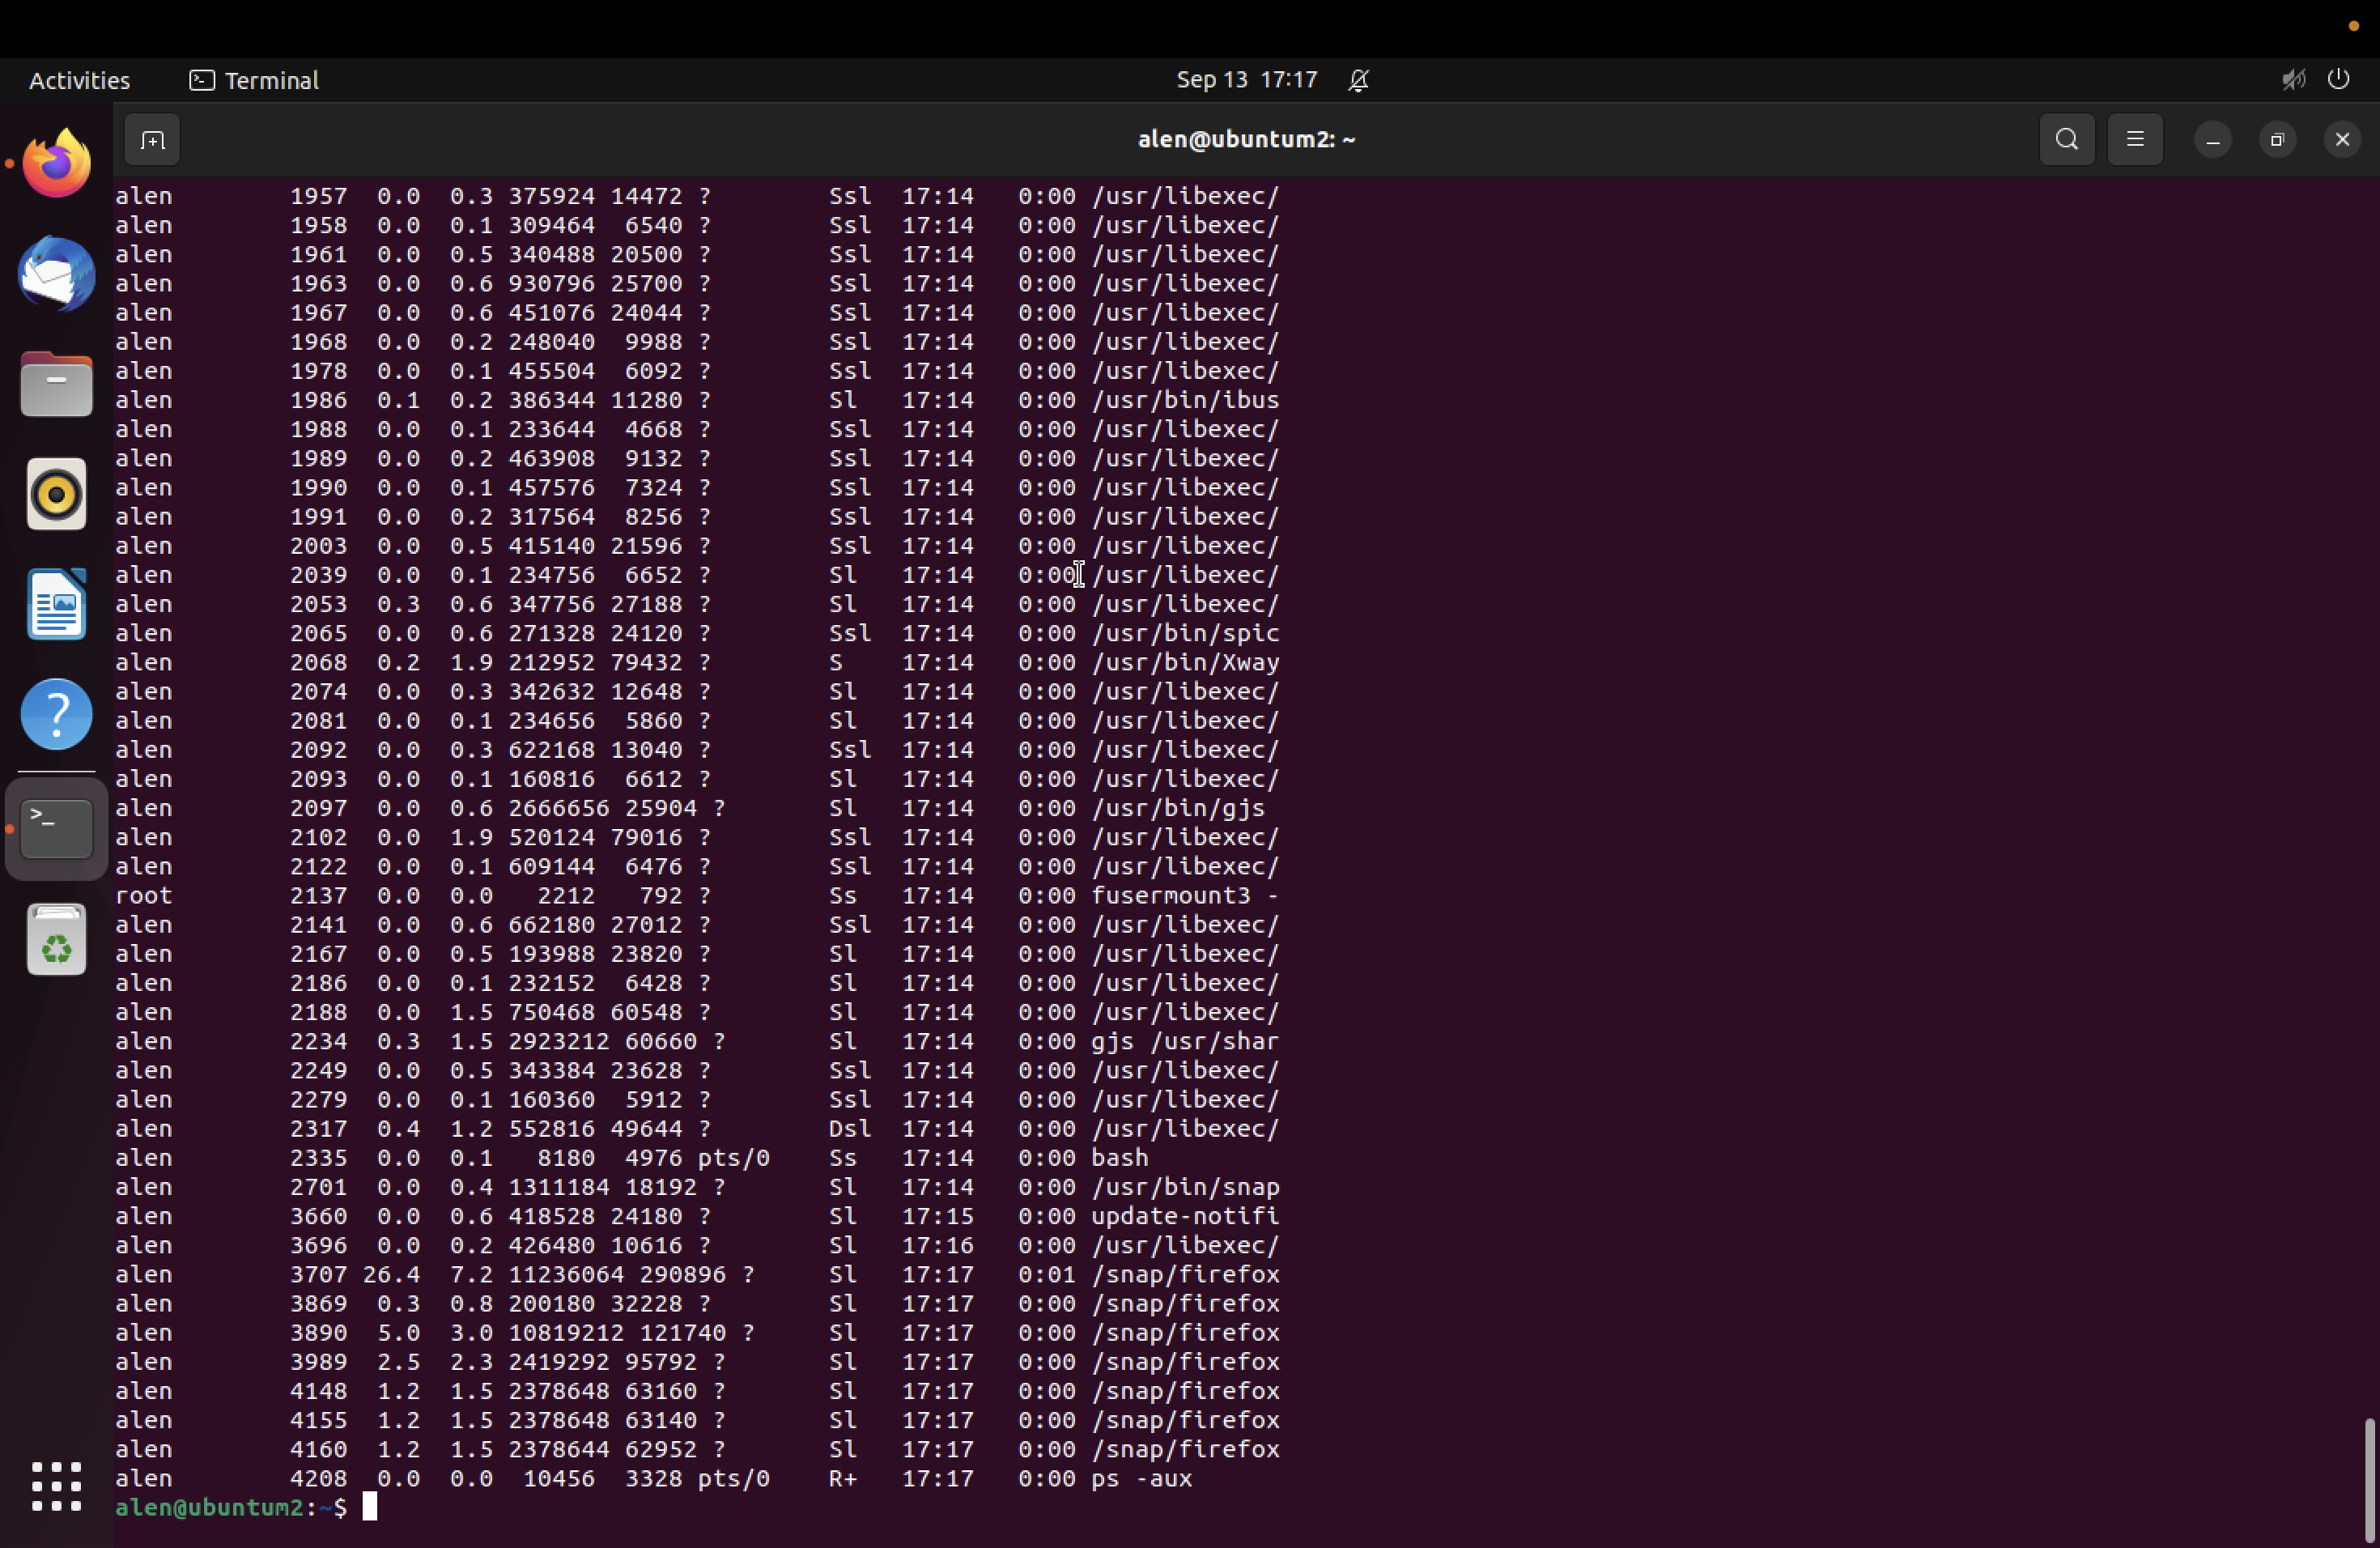 Activities Terminal Sep 13 17:17
alen@ubuntum2: ~
alen 1957 0.0 0.3 375924 14472 ? Ssl 17:14 0:00 /usr/libexec/
alen 1958 0.0 0.1 309464 6540 ? Ssl 17:14 0:00 /usr/libexec/
alen 1961 0.0 0.5 340488 20500 ? Ssl 17:14 0:00 /usr/libexec/
alen 1963 0.0 0.6 930796 25700 ? Ssl 17:14 0:00 /usr/libexec/
alen 1967 0.0 0.6 451076 24044 ? Ssl 17:14 0:00 /usr/libexec/
alen 1968 0.0 0.2 248040 9988 ? Ssl 17:14 0:00 /usr/libexec/
alen 1978 0.0 0.1 455504 6092 ? Ssl 17:14 0:00 /usr/libexec/
alen 1986 0.1 0.2 386344 11280 ? Sl 17:14 0:00 /usr/bin/ibus
alen 1988 0.0 0.1 233644 4668 ? Ssl 17:14 0:00 /usr/libexec/
alen 1989 0.0 0.2 463908 9132 ? Ssl 17:14 0:00 /usr/libexec/
alen 1990 0.0 0.1 457576 7324 ? Ssl 17:14 0:00 /usr/libexec/
alen 1991 0.0 0.2 317564 8256 ? Ssl 17:14 0:00 /usr/libexec/
alen 2003 0.0 0.5 415140 21596 ? Ssl 17:14 0:00 /usr/libexec/
alen 2039 0.0 0.1 234756 6652 ? Sl 17:14 0:00 /usr/libexec/
alen 2053 0.3 0.6 347756 27188 ? Sl 17:14 0:00 /usr/libexec/
alen 2065 0.0 0.6 271328 24120 ? Ssl 17:14 0:00 /usr/bin/spic
alen 2068 0.2 1.9 212952 79432 ? S 17:14 0:00 /usr/bin/Xway
alen 2074 0.0 0.3 342632 12648 ? Sl 17:14 0:00 /usr/libexec/
alen 2081 0.0 0.1 234656 5860 ? Sl 17:14 0:00 /usr/libexec/
alen 2092 0.0 0.3 622168 13040 ? Ssl 17:14 0:00 /usr/libexec/
alen 2093 0.0 0.1 160816 6612 ? Sl 17:14 0:00 /usr/libexec/
alen 2097 0.0 0.6 2666656 25904 ? Sl 17:14 0:00 /usr/bin/gjs
alen 2102 0.0 1.9 520124 79016 ? Ssl 17:14 0:00 /usr/libexec/
alen 2122 0.0 0.1 609144 6476 ? Ssl 17:14 0:00 /usr/libexec/
root 2137 0.0 0.0 2212 792 ? Ss 17:14 0:00 fusermount3 -
alen 2141 0.0 0.6 662180 27012 ? Ssl 17:14 0:00 /usr/libexec/
alen 2167 0.0 0.5 193988 23820 ? Sl 17:14 0:00 /usr/libexec/
alen 2186 0.0 0.1 232152 6428 ? Sl 17:14 0:00 /usr/libexec/
alen 2188 0.0 1.5 750468 60548 ? Sl 17:14 0:00 /usr/libexec/
alen 2234 0.3 1.5 2923212 60660 ? Sl 17:14 0:00 gjs /usr/shar
alen 2249 0.0 0.5 343384 23628 ? Ssl 17:14 0:00 /usr/libexec/
alen 2279 0.0 0.1 160360 5912 ? Ssl 17:14 0:00 /usr/libexec/
alen 2317 0.4 1.2 552816 49644 ? Dsl 17:14 0:00 /usr/libexec/
alen 2335 0.0 0.1 8180 4976 pts/0 Ss 17:14 0:00 bash
alen 2701 0.0 0.4 1311184 18192 ? Sl 17:14 0:00 /usr/bin/snap
alen 3660 0.0 0.6 418528 24180 ? Sl 17:15 0:00 update-notifi
alen 3696 0.0 0.2 426480 10616 ? Sl 17:16 0:00 /usr/libexec/
alen 3707 26.4 7.2 11236064 290896 ? Sl 17:17 0:01 /snap/firefox
alen 3869 0.3 0.8 200180 32228 ? Sl 17:17 0:00 /snap/firefox
alen 3890 5.0 3.0 10819212 121740 ? Sl 17:17 0:00 /snap/firefox
alen 3989 2.5 2.3 2419292 95792 ? Sl 17:17 0:00 /snap/firefox
alen 4148 1.2 1.5 2378648 63160 ? Sl 17:17 0:00 /snap/firefox
alen 4155 1.2 1.5 2378648 63140 ? Sl 17:17 0:00 /snap/firefox
alen 4160 1.2 1.5 2378644 62952 ? Sl 17:17 0:00 /snap/firefox
alen 4208 0.0 0.0 10456 3328 pts/0 R+ 17:17 0:00 ps -aux
alen@ubuntum2:~$